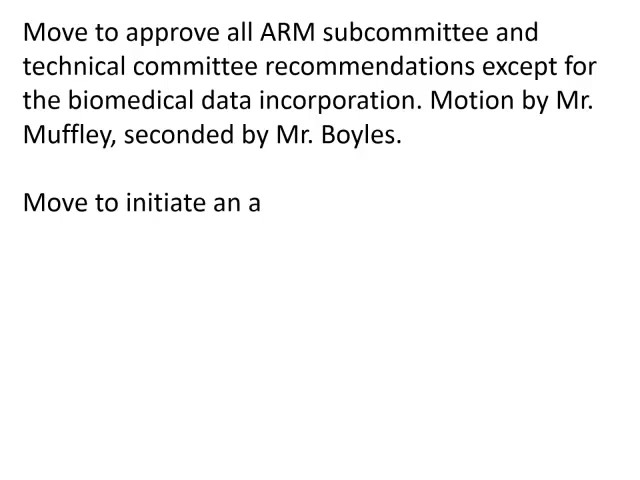 Move to approve all ARM subcommittee and
technical committee recommendations except for
the biomedical data incorporation. Motion by Mr.
Muffley, seconded by Mr. Boyles.
Move to initiate an a